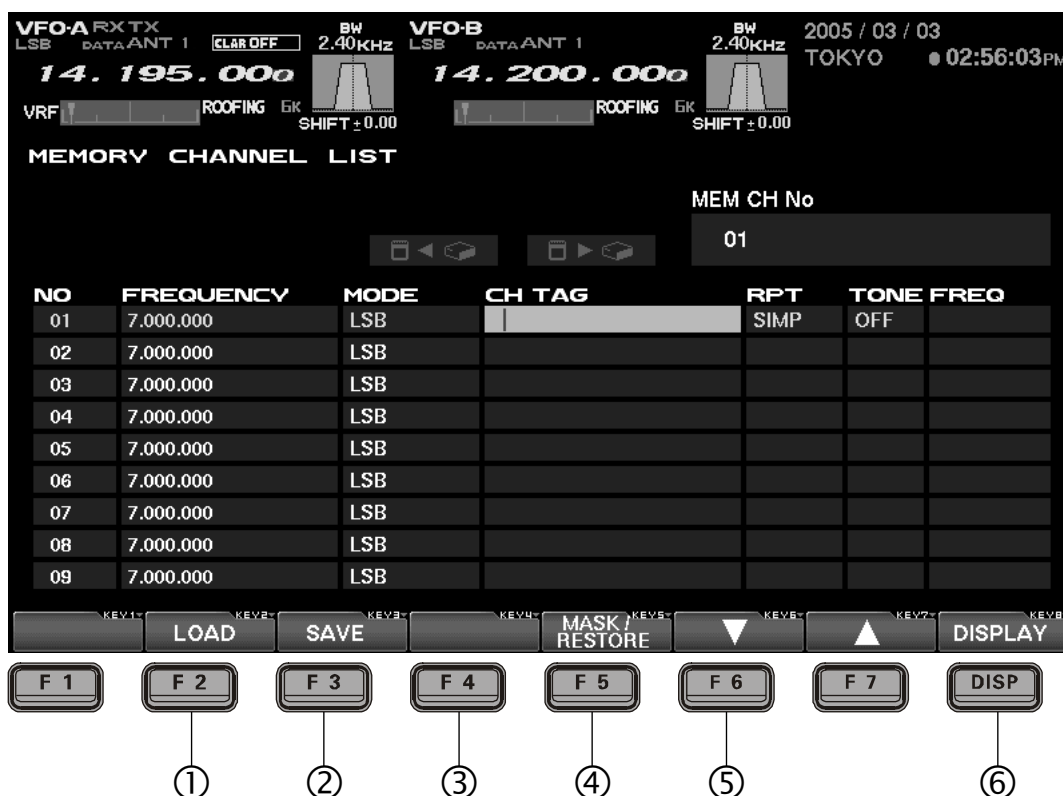 VFO-A RX TX
LSB DATA ANT 1 CLAR OFF
BW
2.40KHz
14.195.000
VRF ROOFING 6K
SHIFT±0.00
VFO-B
LSB DATA ANT 1
BW
2.40KHz
14.200.000
ROOFING 6K
SHIFT±0.00
2005 / 03 / 03
TOKYO 02:56:03PM
MEMORY CHANNEL LIST
MEM CH No
01
NO FREQUENCY MODE CH TAG RPT TONE FREQ
01 7.000.000 LSB SIMP OFF
02 7.000.000 LSB
03 7.000.000 LSB
04 7.000.000 LSB
05 7.000.000 LSB
06 7.000.000 LSB
07 7.000.000 LSB
08 7.000.000 LSB
09 7.000.000 LSB
KEY1 KEY2 KEY3 KEY4 KEY5 KEY6 KEY7 KEY8
LOAD SAVE MASK / RESTORE ▼ ▲ DISPLAY
F 1 F 2 F 3 F 4 F 5 F 6 F 7 DISP
① ② ③ ④ ⑤ ⑥